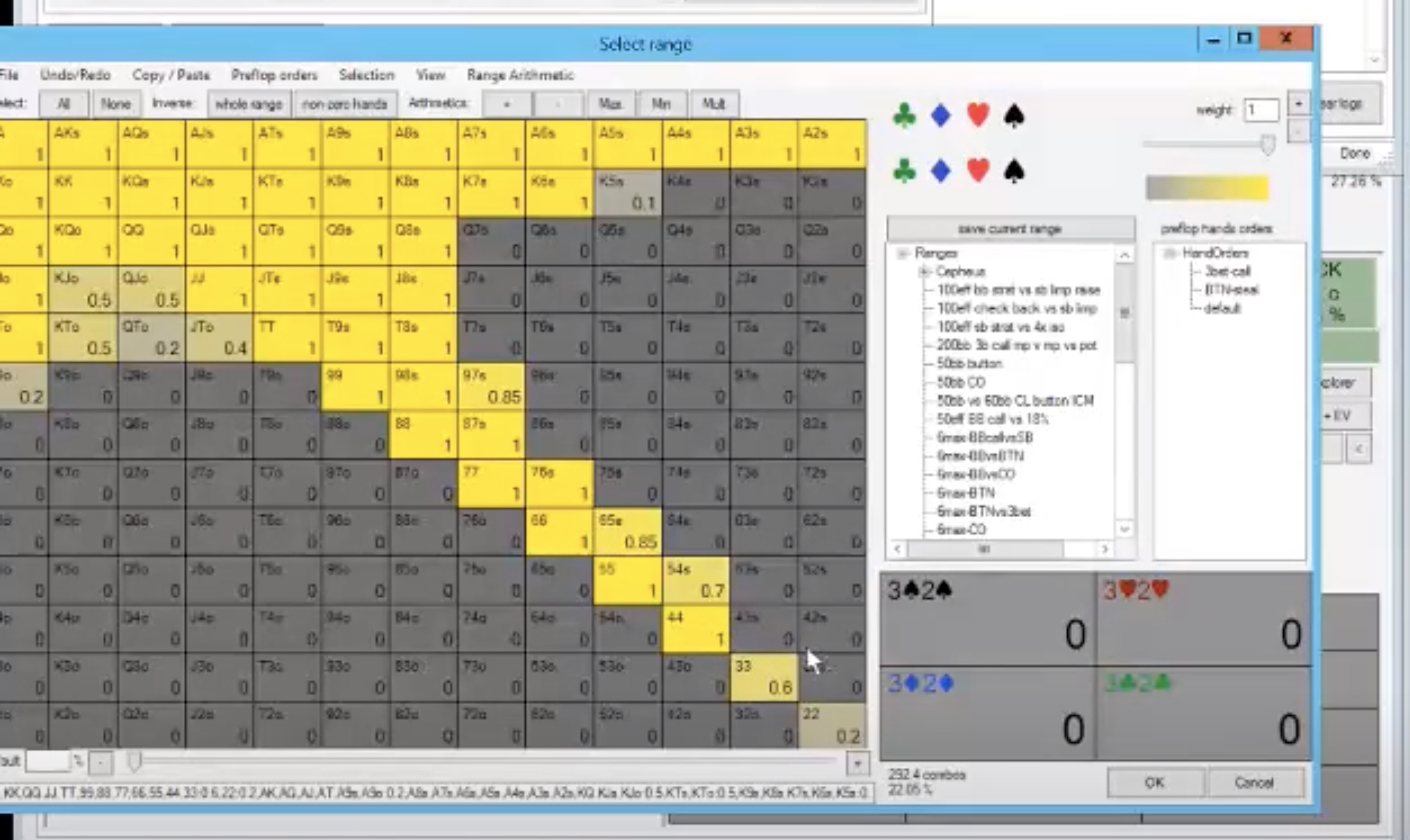 Select range
File Undo/Redo Copy / Paste Preflop orders Selection View Range Arithmetic
All None Inverse: whole range non-zero hands Arithmetics: + - Max Min Mult
weight: 1 +
AKs AQs AJs ATs A9s A8s A7s A6s A5s A4s A3s A2s
1 1 1 1 1 1 1 1 1 1 1 1 1
KK KQs KJs KTs K9s K8s K7s K6s K5s K4s K3s K2s
1 1 1 1 1 1 1 1 1 0.1 0 0 0
KQo QQ QJs QTs Q9s Q8s Q7s Q6s Q5s Q4s Q3s Q2s
1 1 1 1 1 1 1 0 0 0 0 0 0
KJo QJo JJ JTs J9s J8s J7s J6s J5s J4s J3s J2s
1 0.5 0.5 1 1 1 1 0 0 0 0 0 0
KTo QTo JTo TT T9s T8s T7s T6s T5s T4s T3s T2s
1 0.5 0.2 0.4 1 1 1 0 0 0 0 0 0
K9o Q9o J9o T9o 99 98s 97s 96s 95s 94s 93s 92s
0.2 0 0 0 0 1 1 0.85 0 0 0 0 0
K8o Q8o J8o T8o 98o 88 87s 86s 85s 84s 83s 82s
0 0 0 0 0 0 1 1 0 0 0 0 0
K7o Q7o J7o T7o 97o 87o 77 76s 75s 74s 73s 72s
0 0 0 0 0 0 0 1 1 0 0 0 0
K6o Q6o J6o T6o 96o 86o 76o 66 65s 64s 63s 62s
0 0 0 0 0 0 0 0 1 0.85 0 0 0
K5o Q5o J5o T5o 95o 85o 75o 65o 55 54s 53s 52s
0 0 0 0 0 0 0 0 0 1 0.7 0 0
K4o Q4o J4o T4o 94o 84o 74o 64o 54o 44 43s 42s
0 0 0 0 0 0 0 0 0 0 1 0 0
K3o Q3o J3o T3o 93o 83o 73o 63o 53o 43o 33
0 0 0 0 0 0 0 0 0 0 0 0.6 0
K2o Q2o J2o T2o 92o 82o 72o 62o 52o 42o 32o 22
0 0 0 0 0 0 0 0 0 0 0 0 0.2
save current range
Ranges
Cepheus
100eff bb strat vs sb limp raise
100eff check back vs sb limp
100eff sb strat vs 4x iso
200bb 3b call mp v mp vs pot
50bb button
50bb CO
50bb vs 60bb CL button ICM
50eff BB call vs 18%
6max-BBcallvsSB
6max-BBvsBTN
6max-BBvsCO
6max-BTN
6max-BTNvs3bet
6max-CO
preflop hands orders
HandOrders
3bet-call
BTN-steal
default
3♠2♠ 0
3♥2♥ 0
3♦2♦ 0
3♣2♣ 0
292.4 combos
22.05 %
OK Cancel
% - +
KK,QQ,JJ,TT,99,88,77,66,55,44,33:0.6,22:0.2,AK,AQ,AJ,AT,A9s,A9o:0.2,A8s,A7s,A6s,A5s,A4s,A3s,A2s,KQ,KJs,KJo:0.5,KTs,KTo:0.5,K9s,K8s,K7s,K6s,K5s:0.
logs
Done
27.26 %
%
+ EV
<